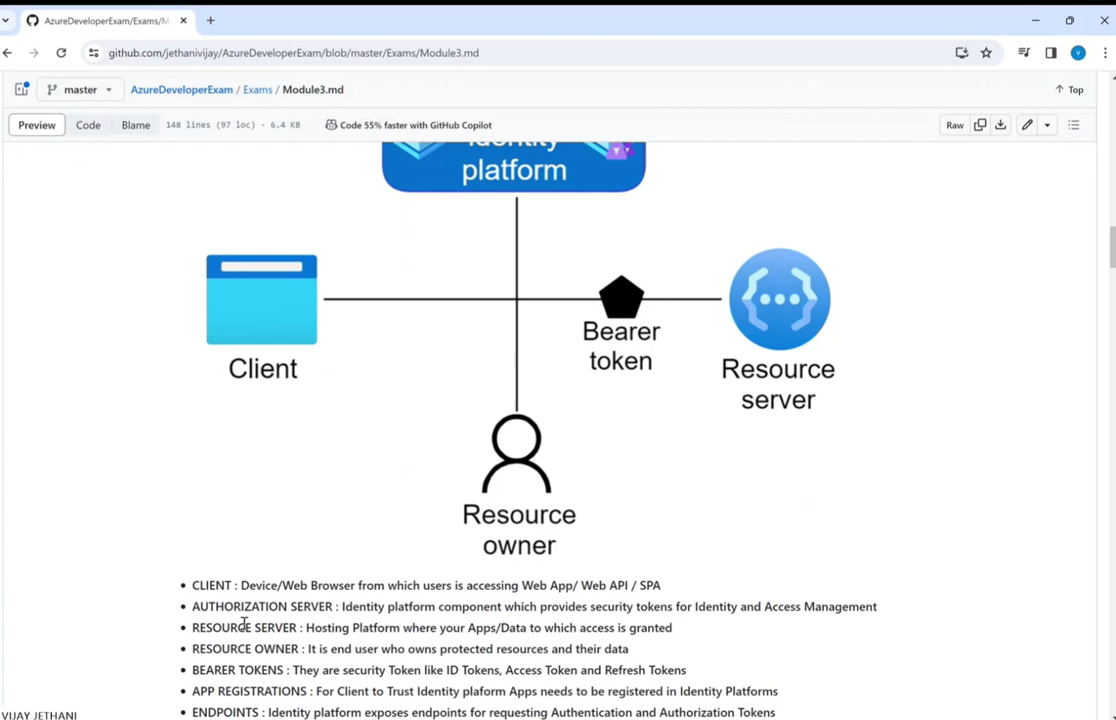 AzureDeveloperExam/Exams/M
github.com/jethanivijay/AzureDeveloperExam/blob/master/Exams/Module3.md
V
master
AzureDeveloperExam / Exams / Module3.md
Top
Preview
Code
Blame
148 lines (97 loc) · 6.4 KB
Code 55% faster with GitHub Copilot
Raw
Identity
platform
Client
Bearer
token
Resource
server
Resource
owner
• CLIENT : Device/Web Browser from which users is accessing Web App/ Web API / SPA
• AUTHORIZATION SERVER : Identity platform component which provides security tokens for Identity and Access Management
• RESOURCE SERVER : Hosting Platform where your Apps/Data to which access is granted
• RESOURCE OWNER : It is end user who owns protected resources and their data
• BEARER TOKENS : They are security Token like ID Tokens, Access Token and Refresh Tokens
• APP REGISTRATIONS : For Client to Trust Identity plaform Apps needs to be registered in Identity Platforms
• ENDPOINTS : Identity platform exposes endpoints for requesting Authentication and Authorization Tokens
VIJAY JETHANI